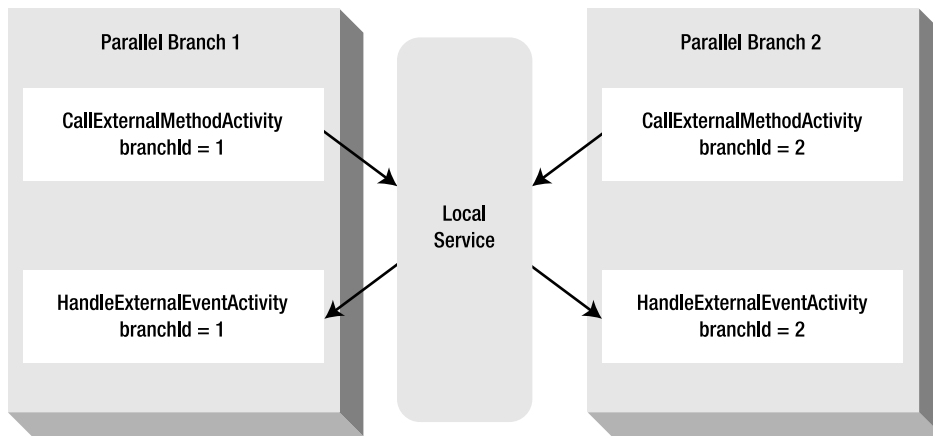 Parallel Branch 1
CallExternalMethodActivity
branchId = 1
HandleExternalEventActivity
branchId = 1
Local
Service
Parallel Branch 2
CallExternalMethodActivity
branchId = 2
HandleExternalEventActivity
branchId = 2